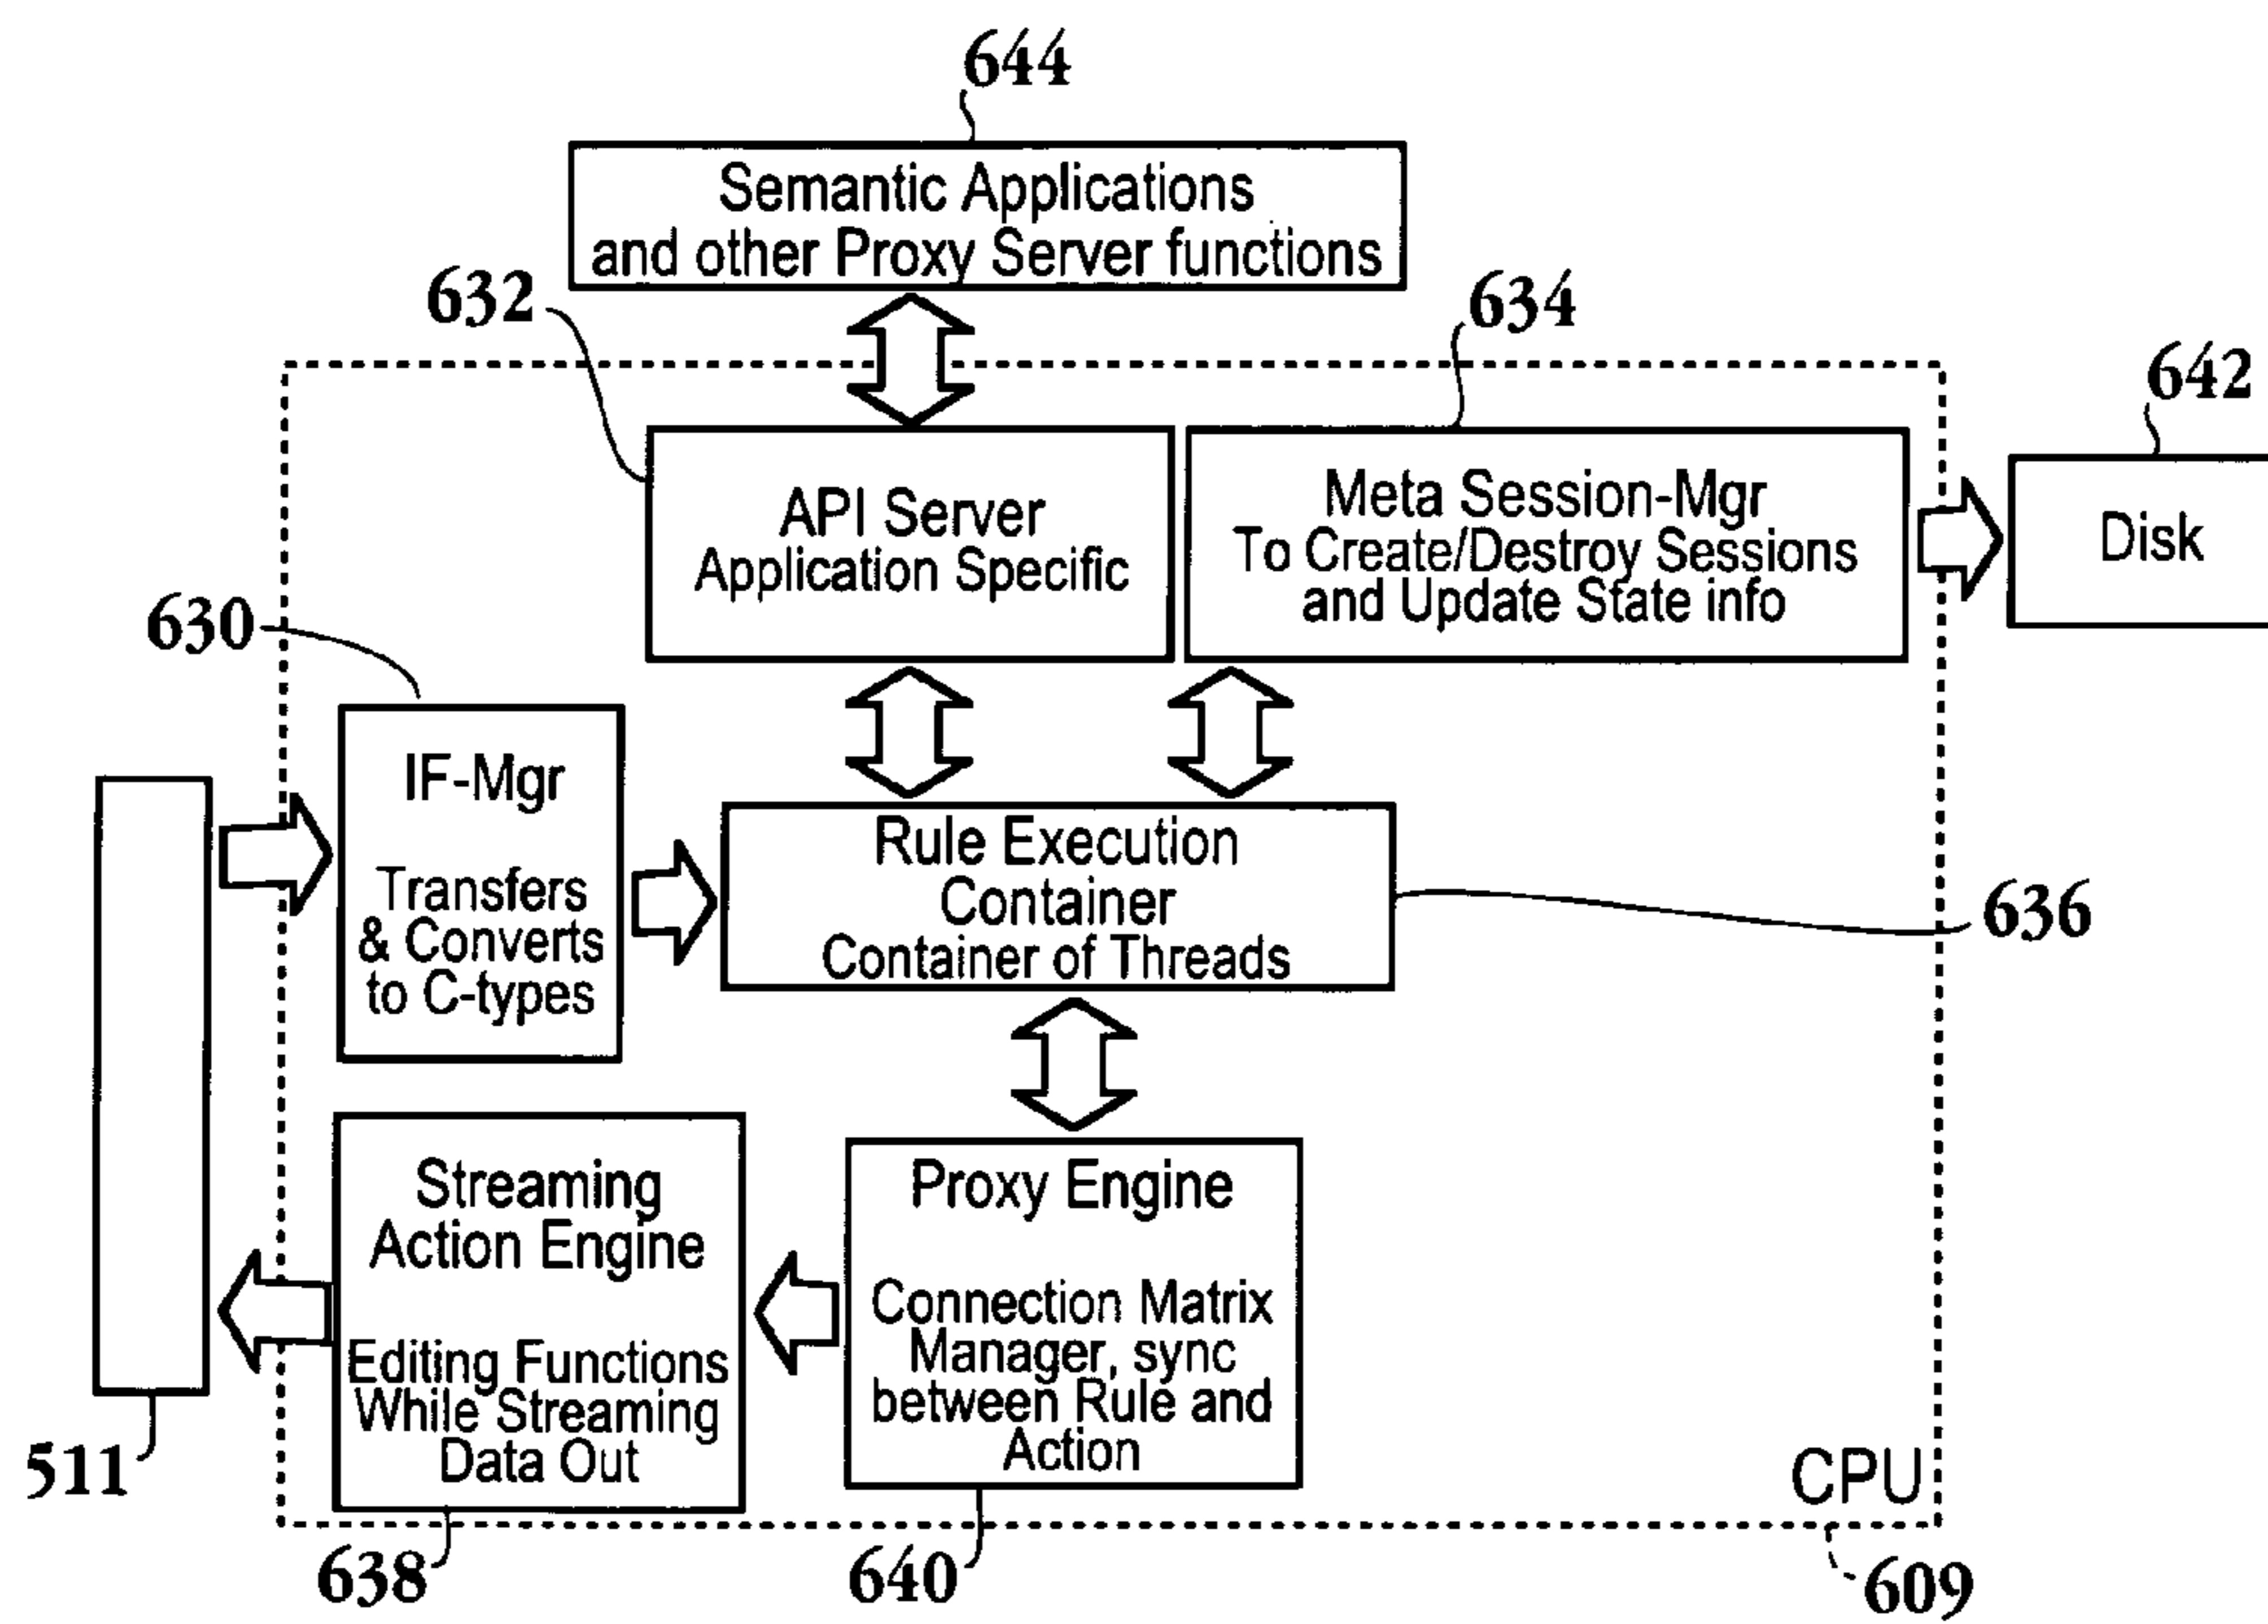 644
Semantic Applications
and other Proxy Server functions
632
634
642
API Server
Application Specific
Meta Session-Mgr
To Create/Destroy Sessions
and Update State info
Disk
630
IF-Mgr
Transfers
& Converts
to C-types
Rule Execution
Container
Container of Threads
636
Streaming
Action Engine
Editing Functions
While Streaming
Data Out
Proxy Engine
Connection Matrix
Manager, sync
between Rule and
Action
511
CPU
638
640
609